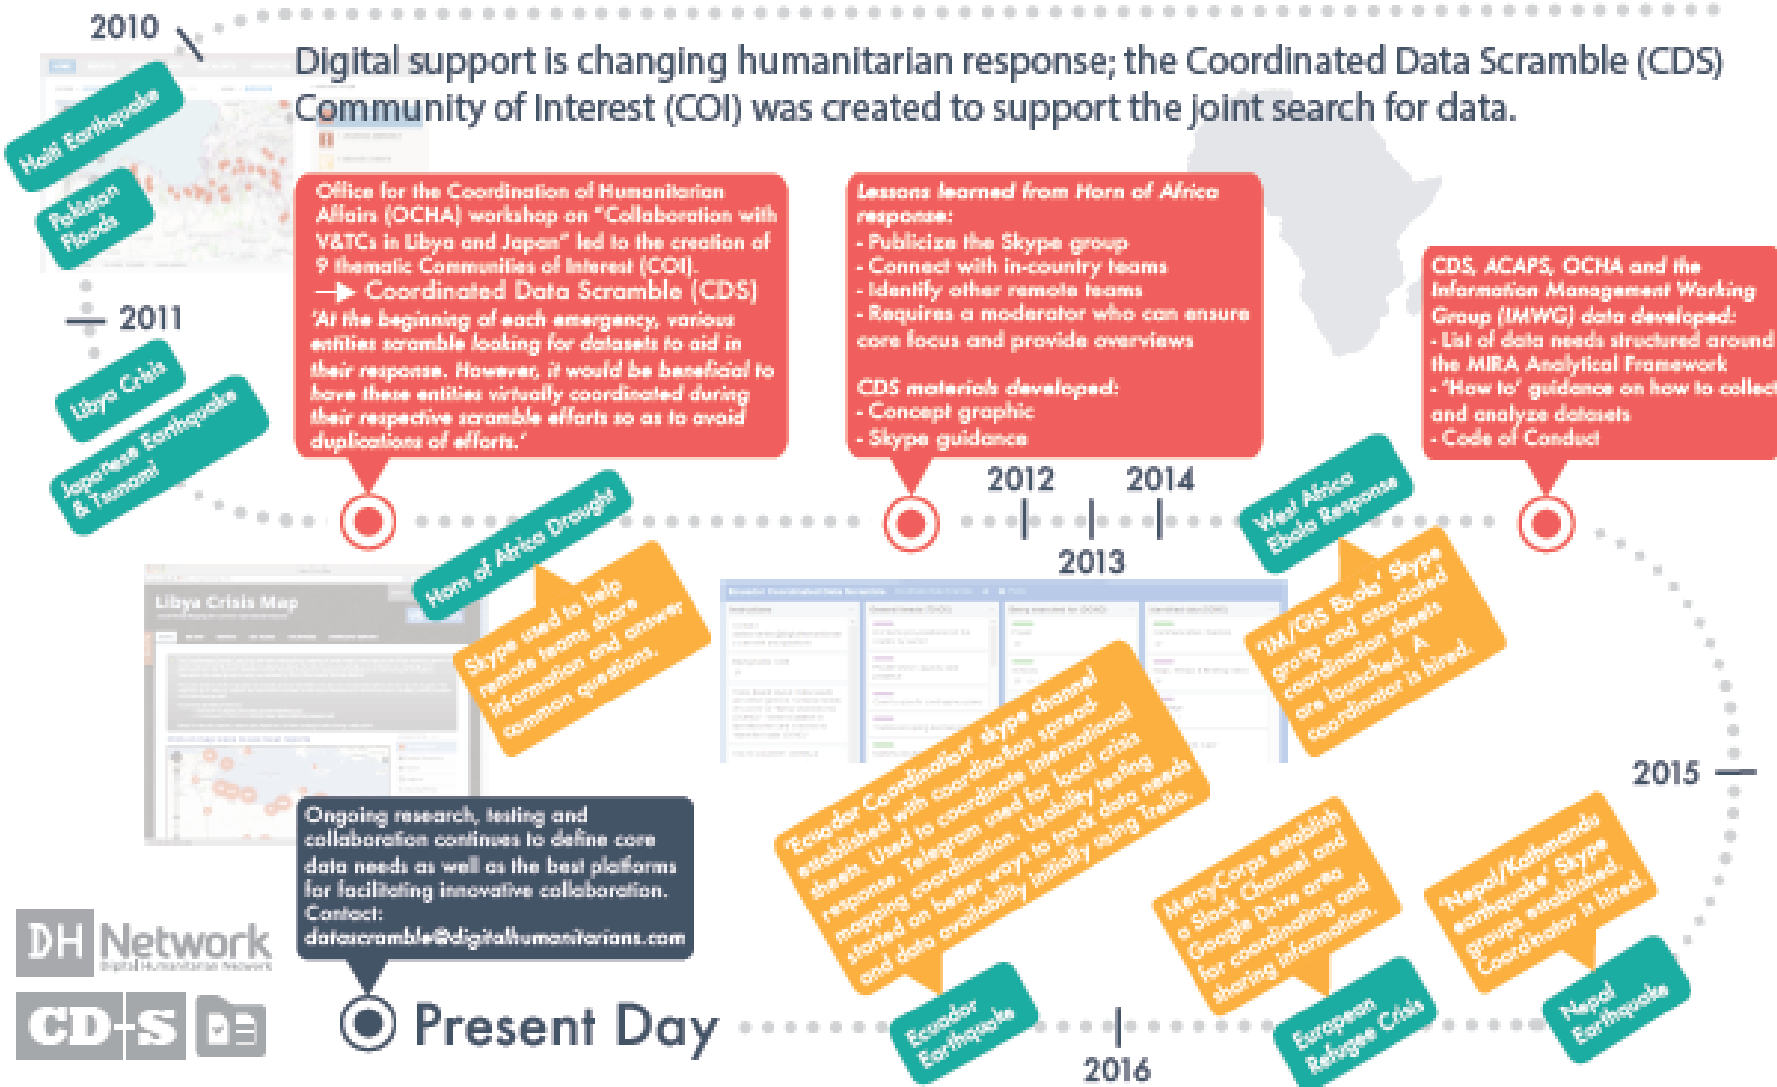 2010
Digital support is changing humanitarian response; the Coordinated Data Scramble (CDS)
Community of Interest (COI) was created to support the joint search for data.
Haiti Earthquake
Pakistan
Floods
2011
Libya Crisis
Japanese Earthquake
& Tsunami
Office for the Coordination of Humanitarian
Affairs (OCHA) workshop on "Collaboration with
V&TCs in Libya and Japan" led to the creation of
9 thematic Communities of Interest (COI).
Coordinated Data Scramble (CDS)
'At the beginning of each emergency, various
entities scramble looking for datasets to aid in
their response. However, it would be beneficial to
have these entities virtually coordinated during
their respective scramble efforts so as to avoid
duplications of efforts.'
Horn of Africa Drought
Skype used to help
remote teams share
information and answer
common questions.
Lessons learned from Horn of Africa
response:
- Publicize the Skype group
- Connect with in-country teams
- Identify other remote teams
- Requires a moderator who can ensure
core focus and provide overviews
CDS materials developed:
- Concept graphic
- Skype guidance
2012
2013
2014
West Africa
Ebola Response
'IM/GIS Ebola' Skype
group and associated
coordination sheets
are launched. A
coordinator is hired.
CDS, ACAPS, OCHA and the
Information Management Working
Group (IMWG) data developed:
- List of data needs structured around
the MIRA Analytical Framework
- 'How to' guidance on how to collect
and analyze datasets
- Code of Conduct
2015
Nepal
Earthquake
'Nepal/Kathmandu
earthquake' Skype
groups established.
Coordinator is hired.
European
Refugee Crisis
MercyCorps establish
a Slack Channel and
Google Drive area
for coordinating and
sharing information.
2016
Ecuador
Earthquake
'Ecuador Coordination' skype channel
established with coordination spread
sheets. Used to coordinate international
response. Telegram used for local crisis
mapping coordination. Usability testing
started on better ways to track data needs
and data availability initially using Trello.
Present Day
Ongoing research, testing and
collaboration continues to define core
data needs as well as the best platforms
for facilitating innovative collaboration.
Contact:
datascramble@digitalhumanitarians.com
Libya Crisis Map
DH Network
Digital Humanitarian Network
CD-S